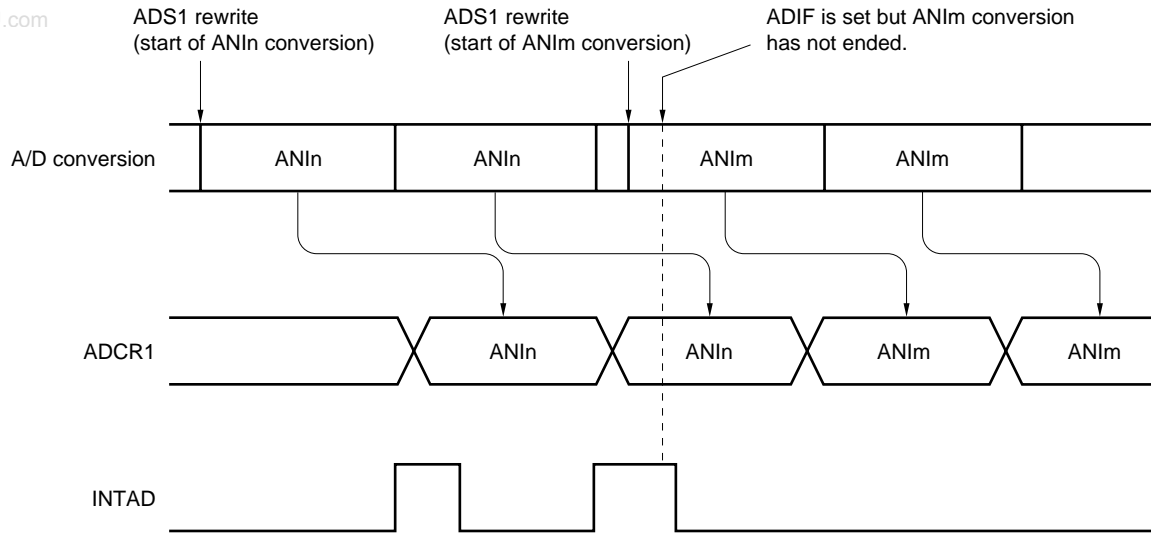 .com
ADS1 rewrite
(start of ANIn conversion)
ADS1 rewrite
(start of ANIm conversion)
ADIF is set but ANIm conversion
has not ended.
A/D conversion
ANIn
ANIn
ANIm
ANIm
ADCR1
ANIn
ANIn
ANIm
ANIm
INTAD